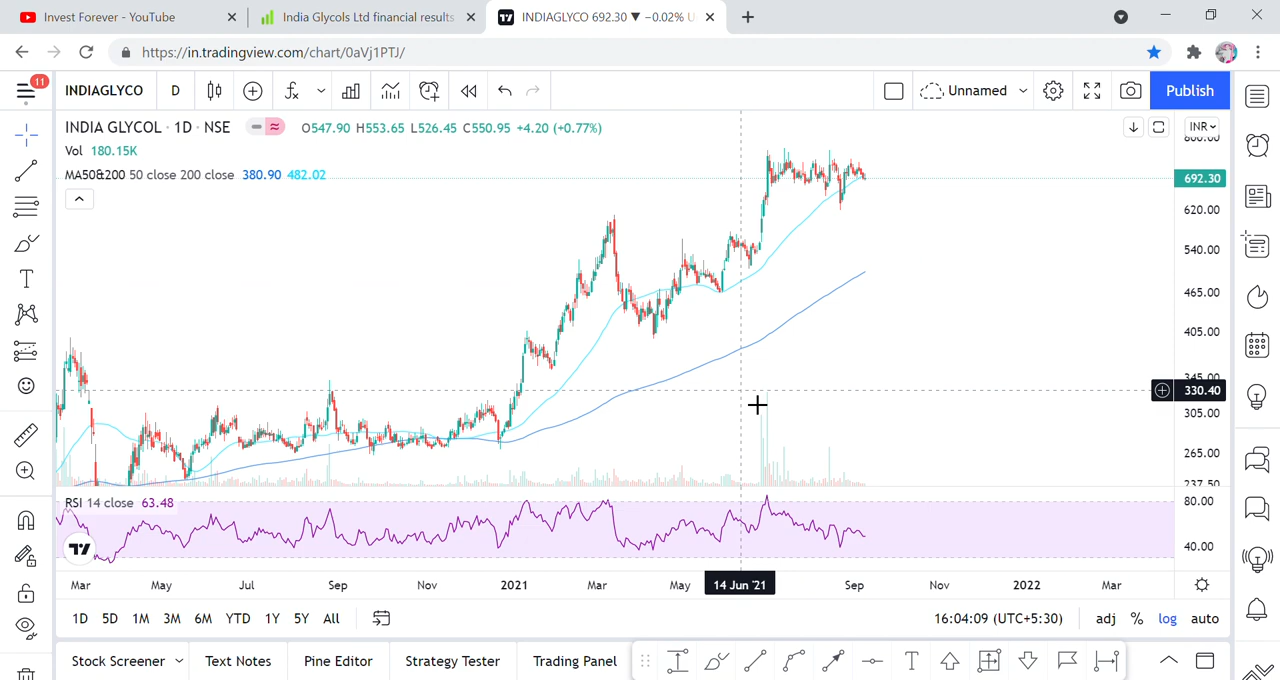 Invest Forever - YouTube
India Glycols Ltd financial results
INDIAGLYCO 692.30 ▼ −0.02% U
https://in.tradingview.com/chart/0aVj1PTJ/
11
INDIAGLYCO
D
Unnamed
Publish
INDIA GLYCOL · 1D · NSE
O547.90 H553.65 L526.45 C550.95 +4.20 (+0.77%)
INR
Vol 180.15K
MA50&200 50 close 200 close 380.90 482.02
692.30
620.00
540.00
465.00
405.00
345.00
330.40
305.00
265.00
237.50
RSI 14 close 63.48
80.00
40.00
Mar
May
Jul
Sep
Nov
2021
Mar
May
14 Jun '21
Sep
Nov
2022
Mar
1D 5D 1M 3M 6M YTD 1Y 5Y All
16:04:09 (UTC+5:30)
adj % log auto
Stock Screener
Text Notes
Pine Editor
Strategy Tester
Trading Panel